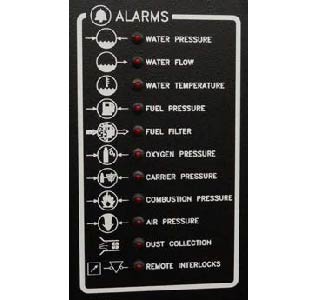 ALARMS
WATER PRESSURE
WATER FLOW
WATER TEMPERATURE
FUEL PRESSURE
FUEL FILTER
OXYGEN PRESSURE
CARRIER PRESSURE
COMBUSTION PRESSURE
AIR PRESSURE
DUST COLLECTION
REMOTE INTERLOCKS